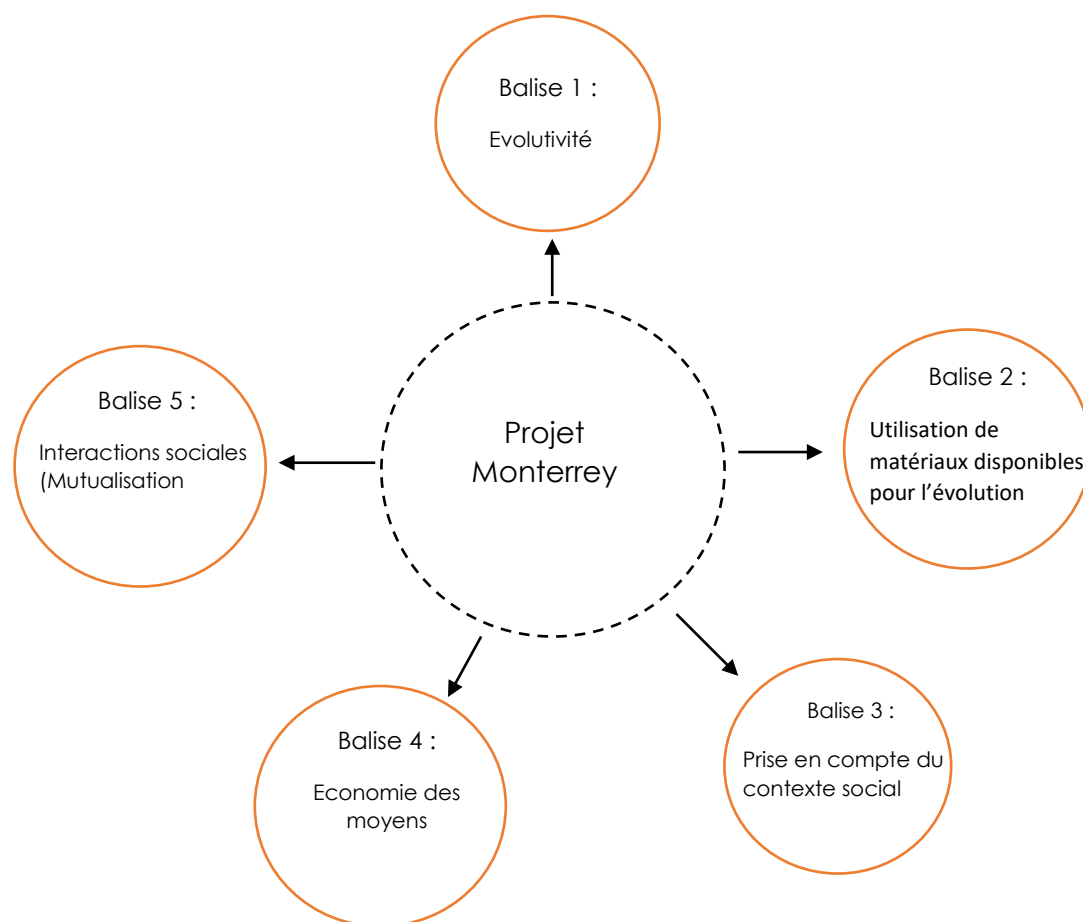 Balise 1 :
Evolutivité
Projet
Monterrey
Balise 2 :
Utilisation de
matériaux disponibles
pour l’évolution
Balise 3 :
Prise en compte du
contexte social
Balise 4 :
Economie des
moyens
Balise 5 :
Interactions sociales
(Mutualisation